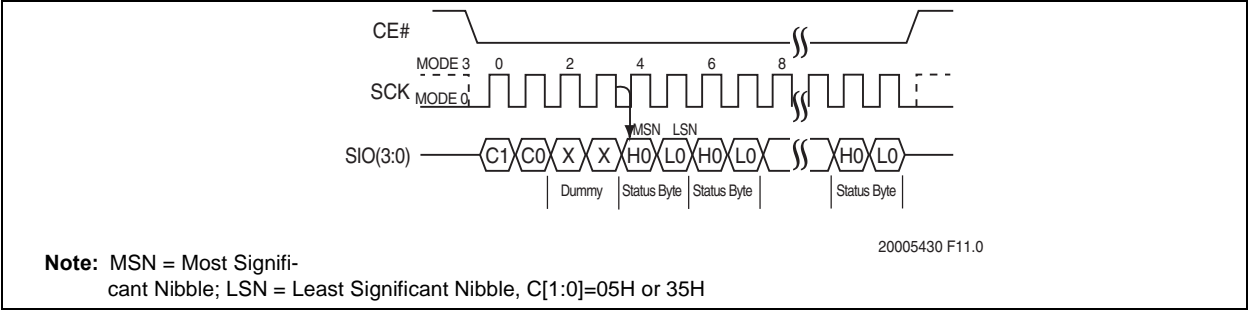 CE#
MODE 3 0 2 4 6 8
SCK MODE 0
MSN LSN
SIO(3:0) C1 C0 X X H0 L0 H0 L0 H0 L0
Dummy Status Byte Status Byte Status Byte
20005430 F11.0
Note: MSN = Most Signifi-
cant Nibble; LSN = Least Significant Nibble, C[1:0]=05H or 35H